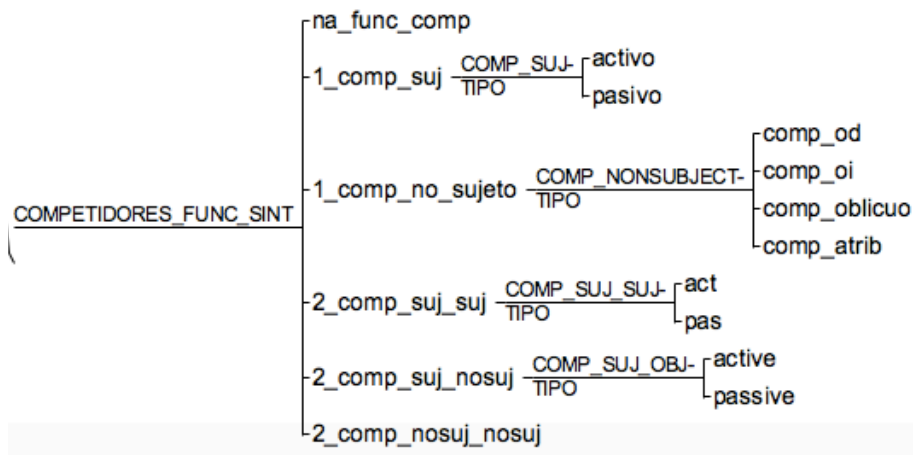 na_func_comp
1_comp_suj COMP_SUJ-TIPO activo
pasivo
comp_od
comp_oi
1_comp_no_sujeto COMP_NONSUBJECT-TIPO
comp_oblicuo
COMPETIDORES_FUNC_SINT
comp_atrib
2_comp_suj_suj COMP_SUJ_SUJ-TIPO act
pas
2_comp_suj_nosuj COMP_SUJ_OBJ-TIPO active
passive
2_comp_nosuj_nosuj